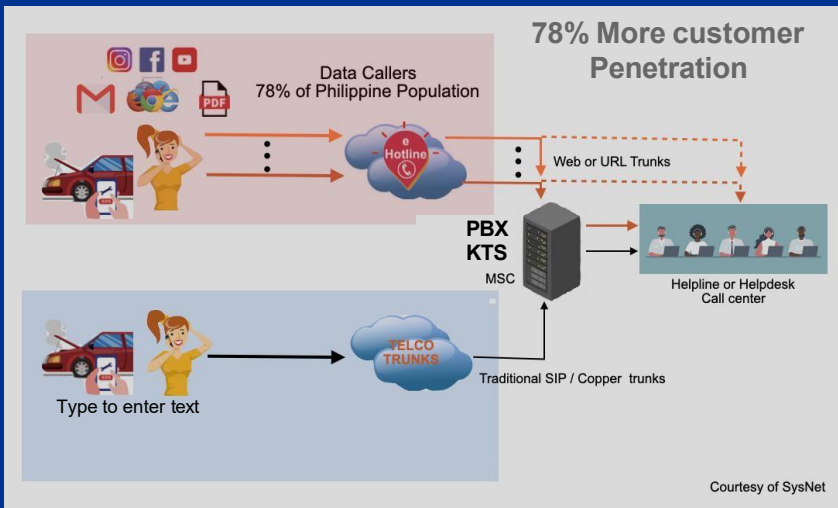 78% More customer
Penetration
Data Callers
78% of Philippine Population
PDF
e
Hotline
Web or URL Trunks
PBX
KTS
MSC
Helpline or Helpdesk
Call center
TELCO
TRUNKS
Traditional SIP / Copper trunks
Type to enter text
Courtesy of SysNet